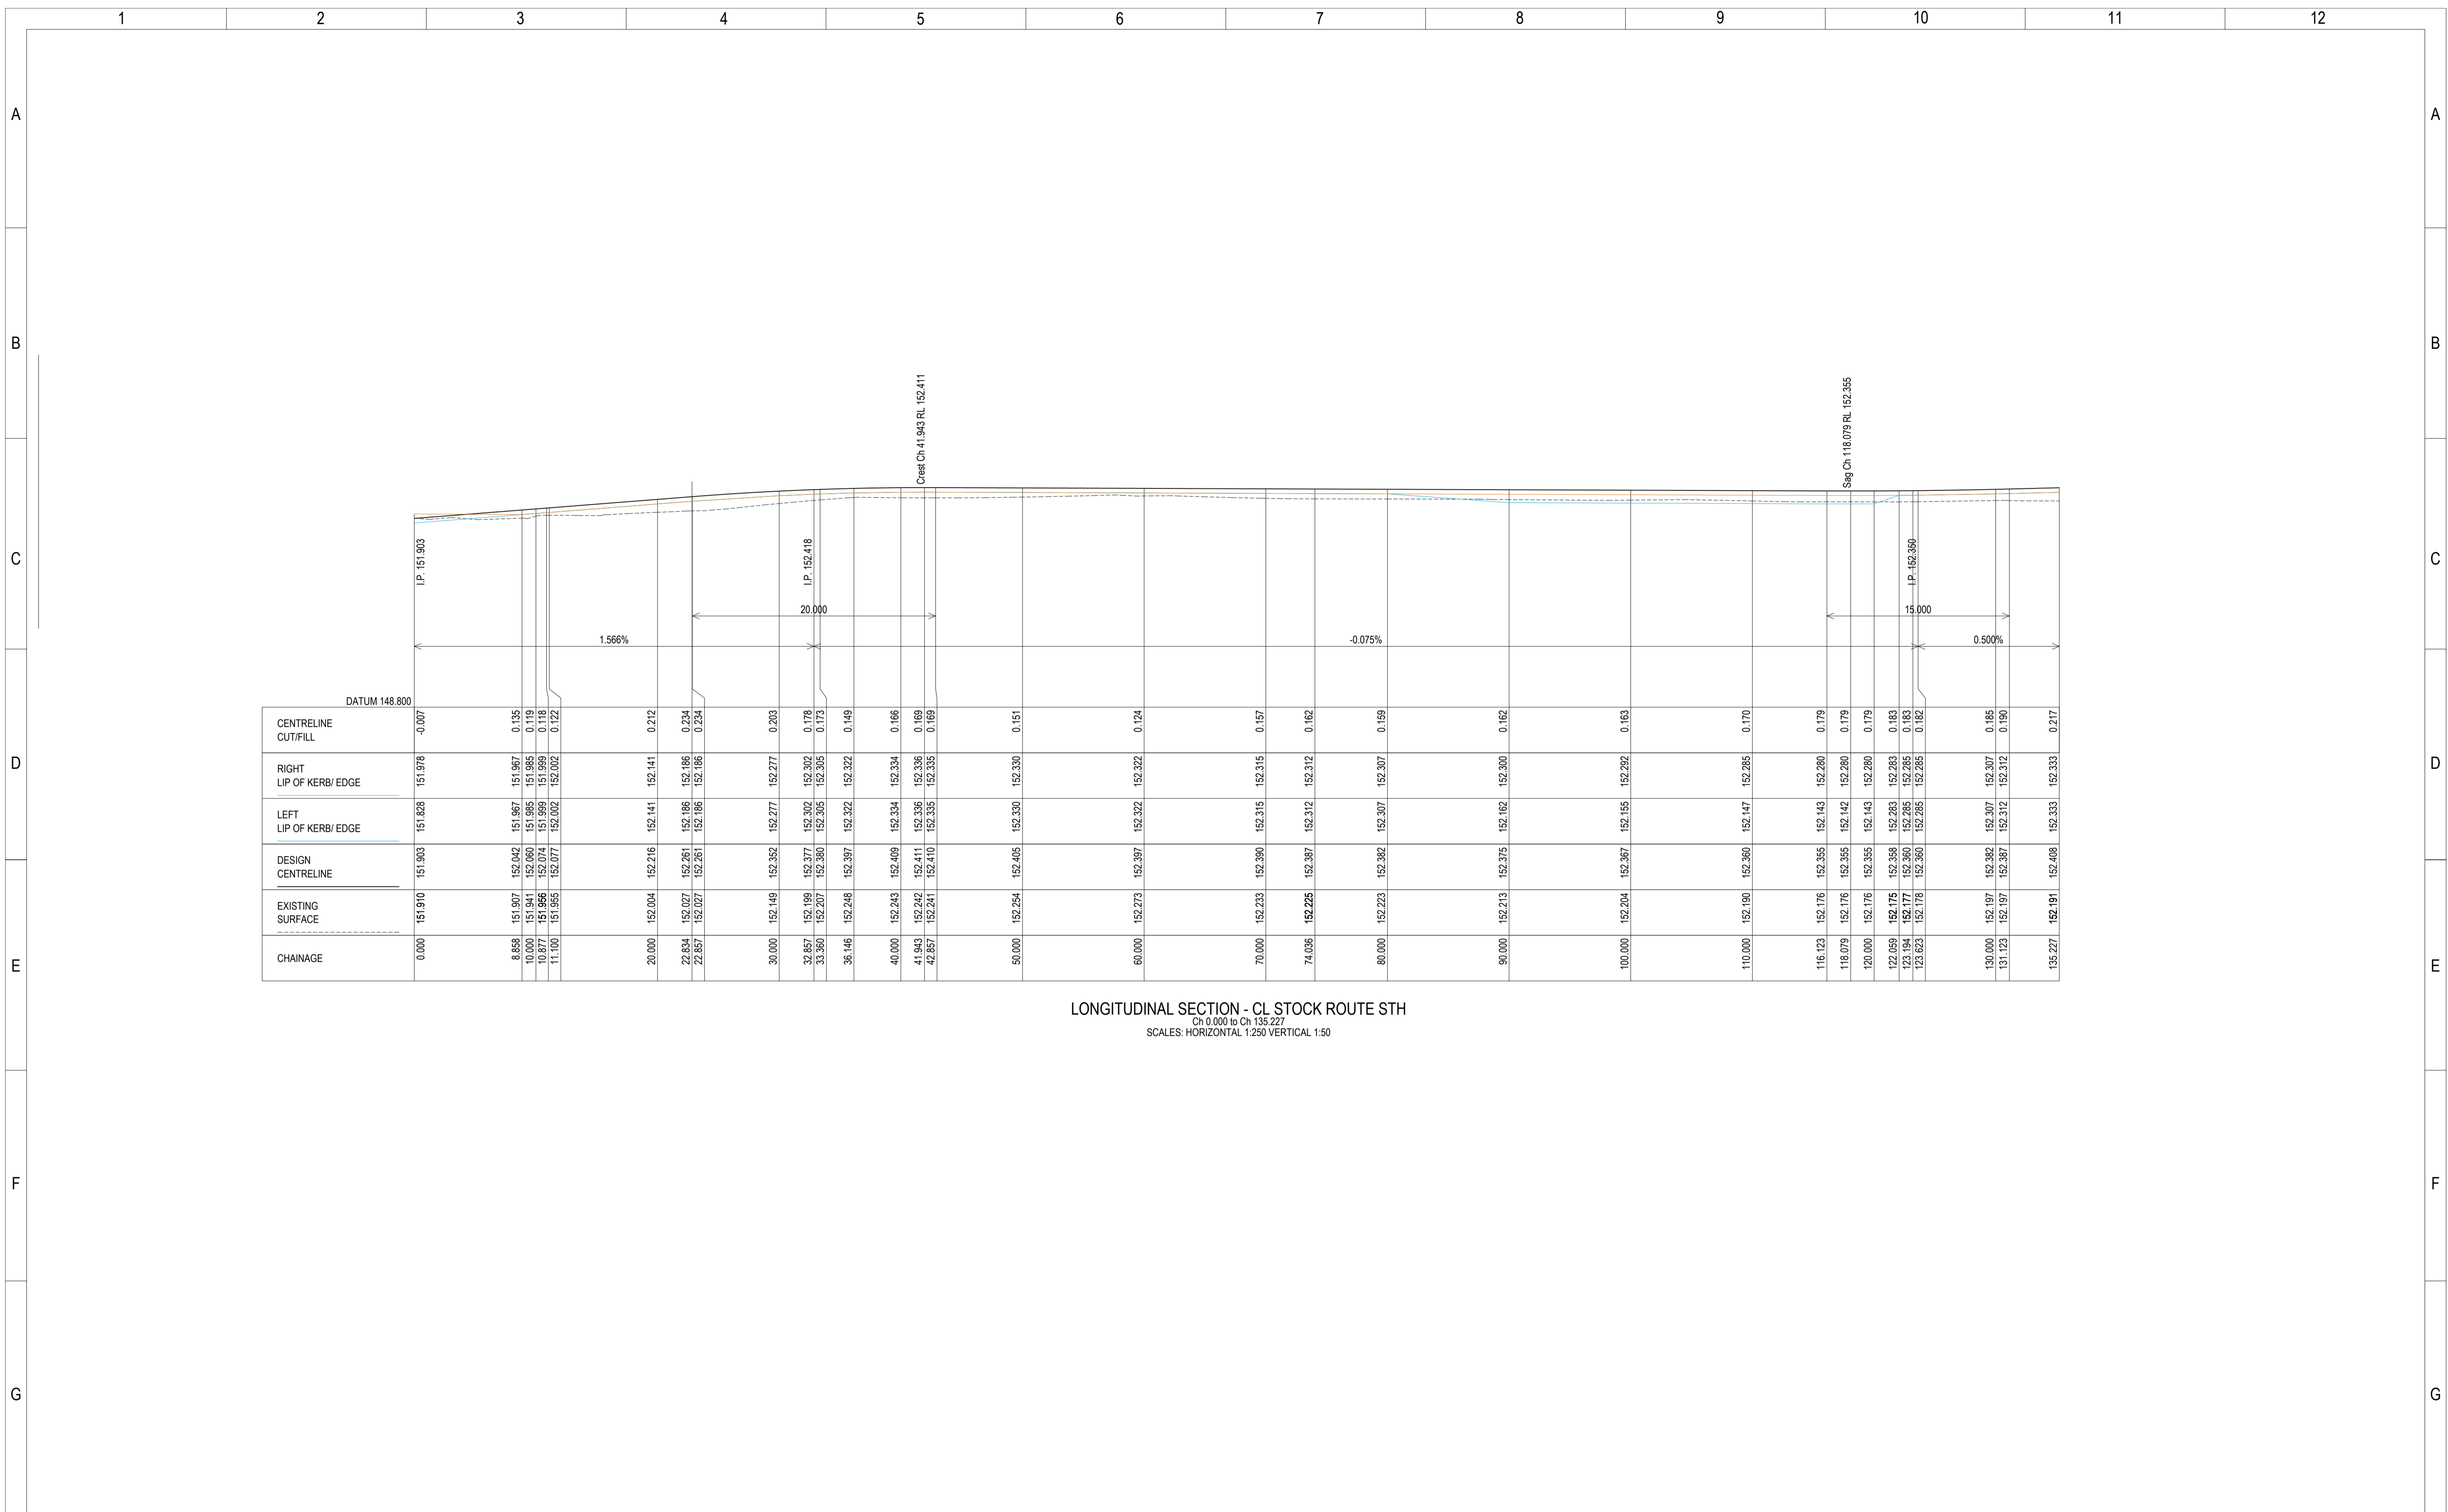 1 2 3 4 5 6 7 8 9 10 11 12
A A
B B
Crest Ch 41.943 RL 152.411
Sag Ch 118.079 RL 152.355
C C
I.P. 151.903
I.P. 152.418
I.P. 152.350
20.000 15.000
1.566% -0.075% 0.500%
DATUM 148.800
CENTRELINE
CUT/FILL
-0.007 0.135 0.119 0.118 0.122 0.212 0.234 0.234 0.203 0.178 0.173 0.149 0.166 0.169 0.169 0.151 0.124 0.157 0.162 0.159 0.162 0.163 0.170 0.179 0.179 0.179 0.183 0.183 0.182 0.185 0.190 0.217
D D
RIGHT
LIP OF KERB/ EDGE
151.978 151.967 151.985 151.999 152.002 152.141 152.186 152.186 152.277 152.302 152.305 152.322 152.334 152.336 152.335 152.330 152.322 152.315 152.312 152.307 152.300 152.292 152.285 152.280 152.280 152.280 152.283 152.285 152.285 152.307 152.312 152.333
LEFT
LIP OF KERB/ EDGE
151.828 151.967 151.985 151.999 152.002 152.141 152.186 152.186 152.277 152.302 152.305 152.322 152.334 152.336 152.335 152.330 152.322 152.315 152.312 152.307 152.162 152.155 152.147 152.143 152.142 152.143 152.283 152.285 152.285 152.307 152.312 152.333
DESIGN
CENTRELINE
151.903 152.042 152.060 152.074 152.077 152.216 152.261 152.261 152.352 152.377 152.380 152.397 152.409 152.411 152.410 152.405 152.397 152.390 152.387 152.382 152.375 152.367 152.360 152.355 152.355 152.355 152.358 152.360 152.360 152.382 152.387 152.408
EXISTING
SURFACE
151.910 151.907 151.941 151.956 151.955 152.004 152.027 152.027 152.149 152.199 152.207 152.248 152.243 152.242 152.241 152.254 152.273 152.233 152.225 152.223 152.213 152.204 152.190 152.176 152.176 152.176 152.175 152.177 152.178 152.197 152.197 152.191
E E
CHAINAGE
0.000 8.858 10.000 10.877 11.100 20.000 22.834 22.857 30.000 32.857 33.360 36.146 40.000 41.943 42.857 50.000 60.000 70.000 74.036 80.000 90.000 100.000 110.000 116.123 118.079 120.000 122.059 123.194 123.623 130.000 131.123 135.227
LONGITUDINAL SECTION - CL STOCK ROUTE STH
Ch 0.000 to Ch 135.227
SCALES: HORIZONTAL 1:250 VERTICAL 1:50
F F
G G